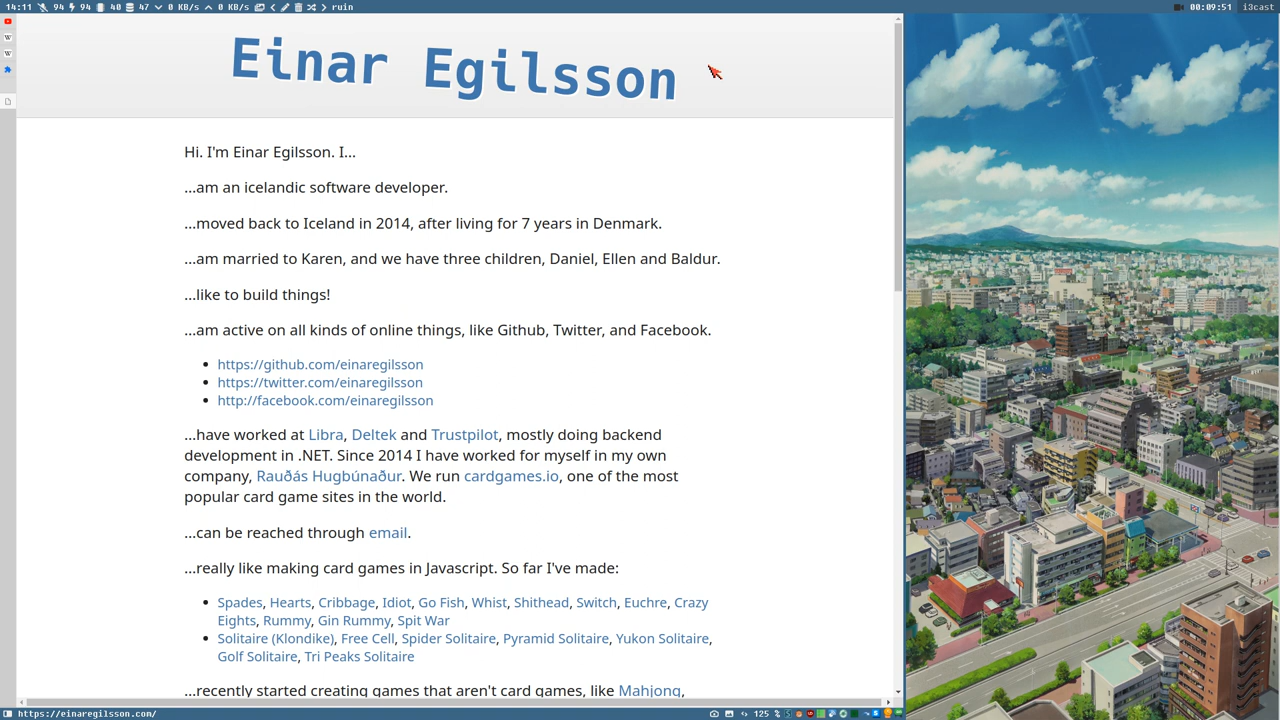 14:11 94 94 40 47 0 KB/s 0 KB/s ruin 00:09:51 i3cast
Einar Egilsson
Hi. I'm Einar Egilsson. I...
...am an icelandic software developer.
...moved back to Iceland in 2014, after living for 7 years in Denmark.
...am married to Karen, and we have three children, Daniel, Ellen and Baldur.
...like to build things!
...am active on all kinds of online things, like Github, Twitter, and Facebook.
https://github.com/einaregilsson
https://twitter.com/einaregilsson
http://facebook.com/einaregilsson
...have worked at Libra, Deltek and Trustpilot, mostly doing backend
development in .NET. Since 2014 I have worked for myself in my own
company, Rauðás Hugbúnaður. We run cardgames.io, one of the most
popular card game sites in the world.
...can be reached through email.
...really like making card games in Javascript. So far I've made:
Spades, Hearts, Cribbage, Idiot, Go Fish, Whist, Shithead, Switch, Euchre, Crazy
Eights, Rummy, Gin Rummy, Spit War
Solitaire (Klondike), Free Cell, Spider Solitaire, Pyramid Solitaire, Yukon Solitaire,
Golf Solitaire, Tri Peaks Solitaire
...recently started creating games that aren't card games, like Mahjong,
https://einaregilsson.com/ 125 %